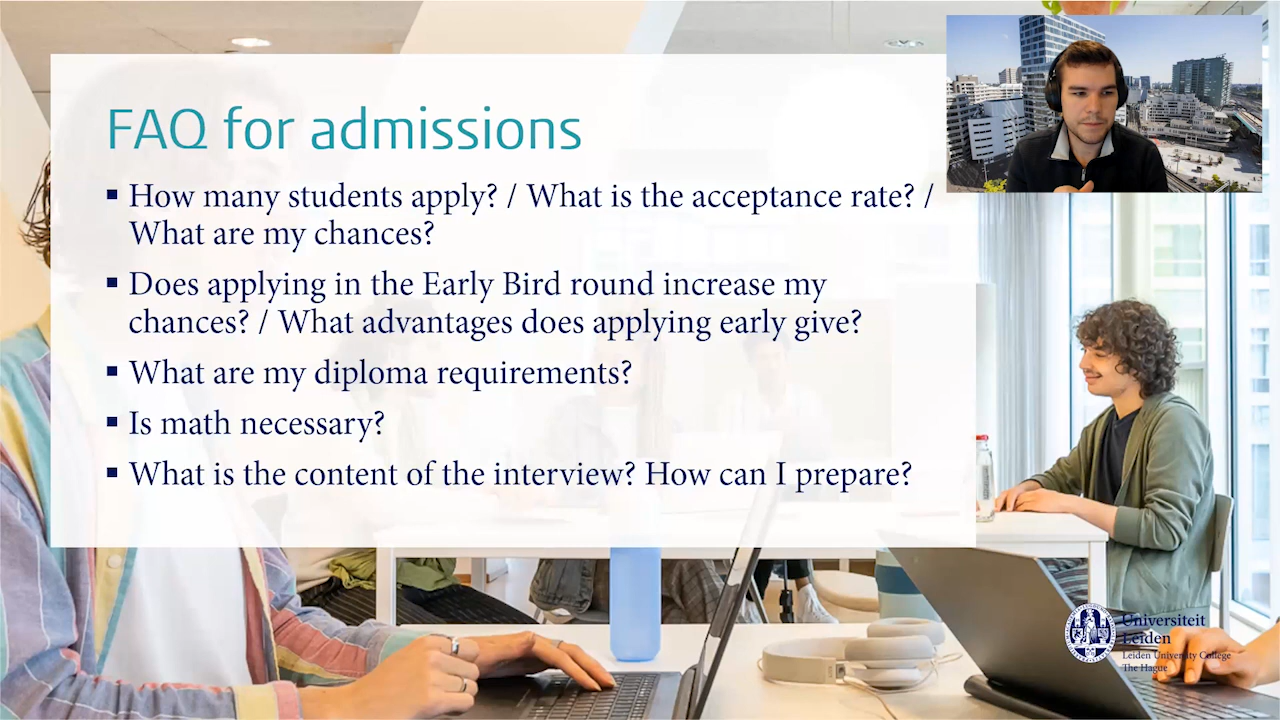 FAQ for admissions
▪ How many students apply? / What is the acceptance rate? /
What are my chances?
▪ Does applying in the Early Bird round increase my
chances? / What advantages does applying early give?
▪ What are my diploma requirements?
▪ Is math necessary?
▪ What is the content of the interview? How can I prepare?
Universiteit
Leiden
Leiden University College
The Hague